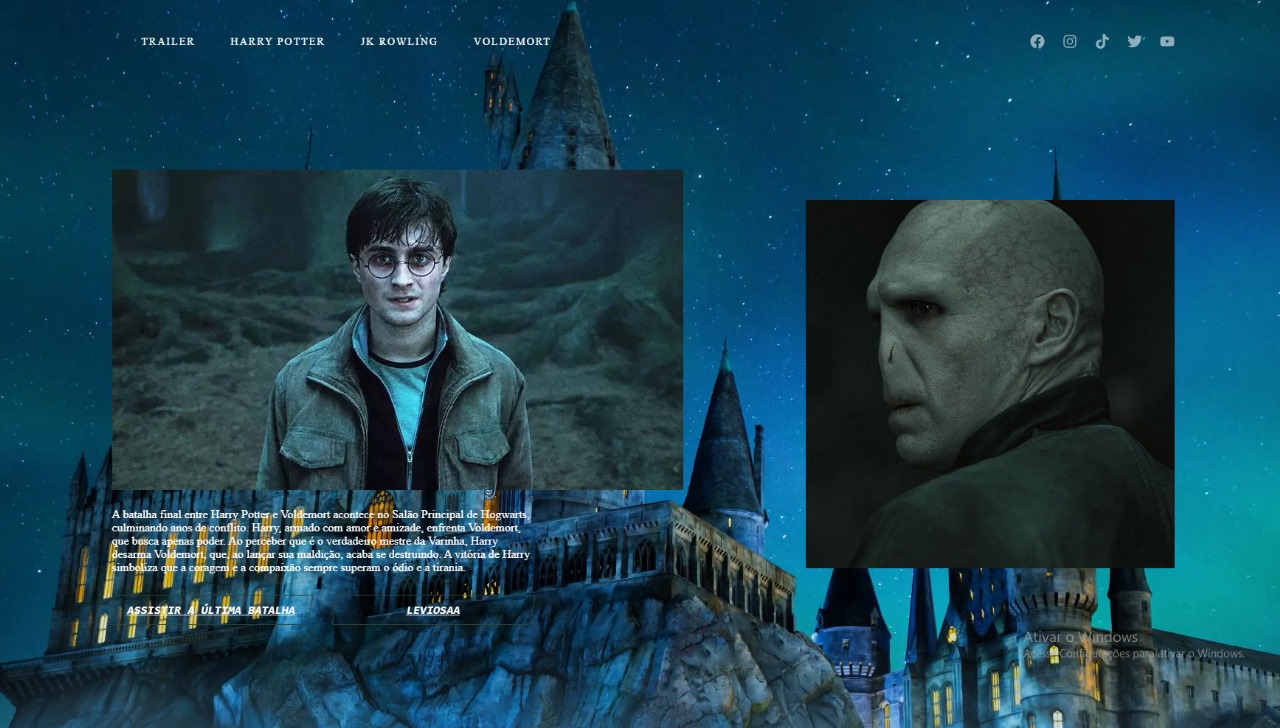 TRAILER
HARRY POTTER
JK ROWLING
VOLDEMORT
A batalha final entre Harry Potter e Voldemort acontece no Salão Principal de Hogwarts,
culminando anos de conflito. Harry, armado com amor e amizade, enfrenta Voldemort,
que busca apenas poder. Ao perceber que é o verdadeiro mestre da Varinha, Harry
desarma Voldemort, que, ao lançar sua maldição, acaba se destruindo. A vitória de Harry
simboliza que a coragem e a compaixão sempre superam o ódio e a tirania.
ASSISTIR A ÚLTIMA BATALHA
LEVIOSAA
Ativar o Windows
Acesse Configurações para ativar o Windows.